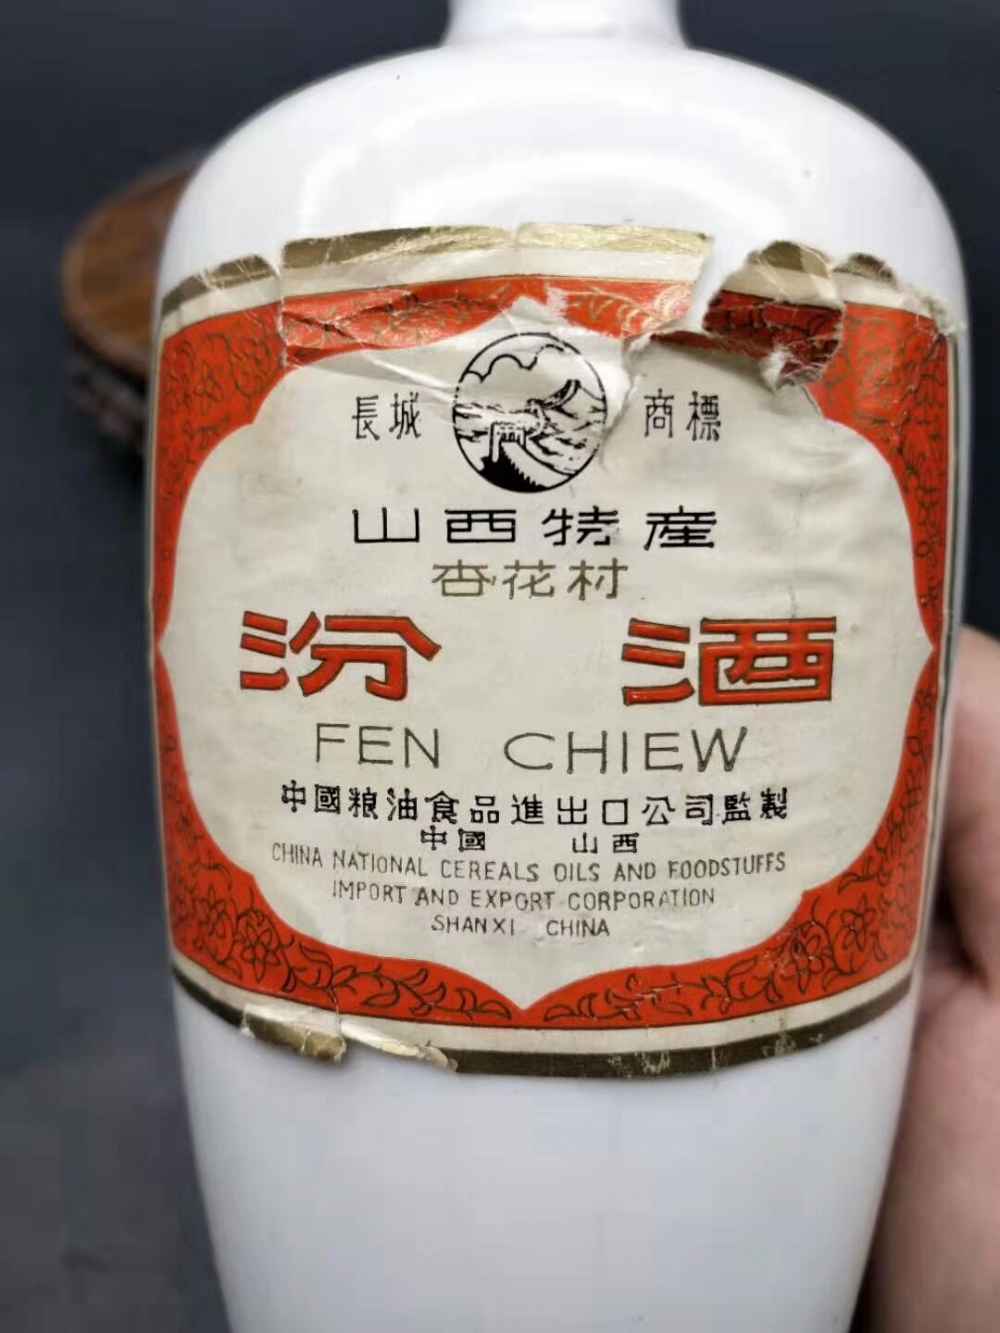 長城 商標
山西特産
杏花村
汾酒
FEN CHIEW
中國粮油食品進出口公司監製
中國 山西
CHINA NATIONAL CEREALS OILS AND FOODSTUFFS
IMPORT AND EXPORT CORPORATION
SHANXI CHINA